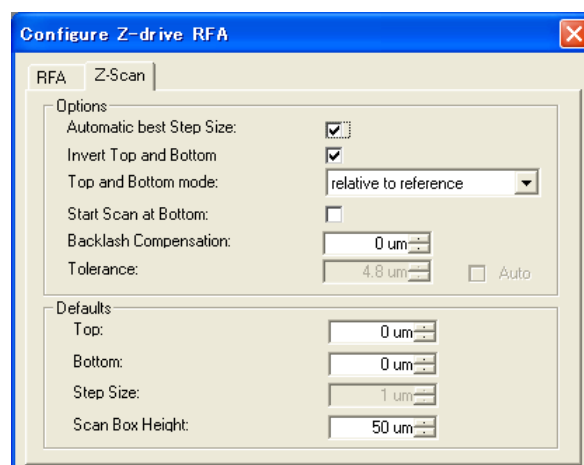 Configure Z-drive RFA
RFA Z-Scan
Options
Automatic best Step Size:
Invert Top and Bottom
Top and Bottom mode: relative to reference
Start Scan at Bottom:
Backlash Compensation: 0 um
Tolerance: 4.8 um Auto
Defaults
Top: 0 um
Bottom: 0 um
Step Size: 1 um
Scan Box Height: 50 um